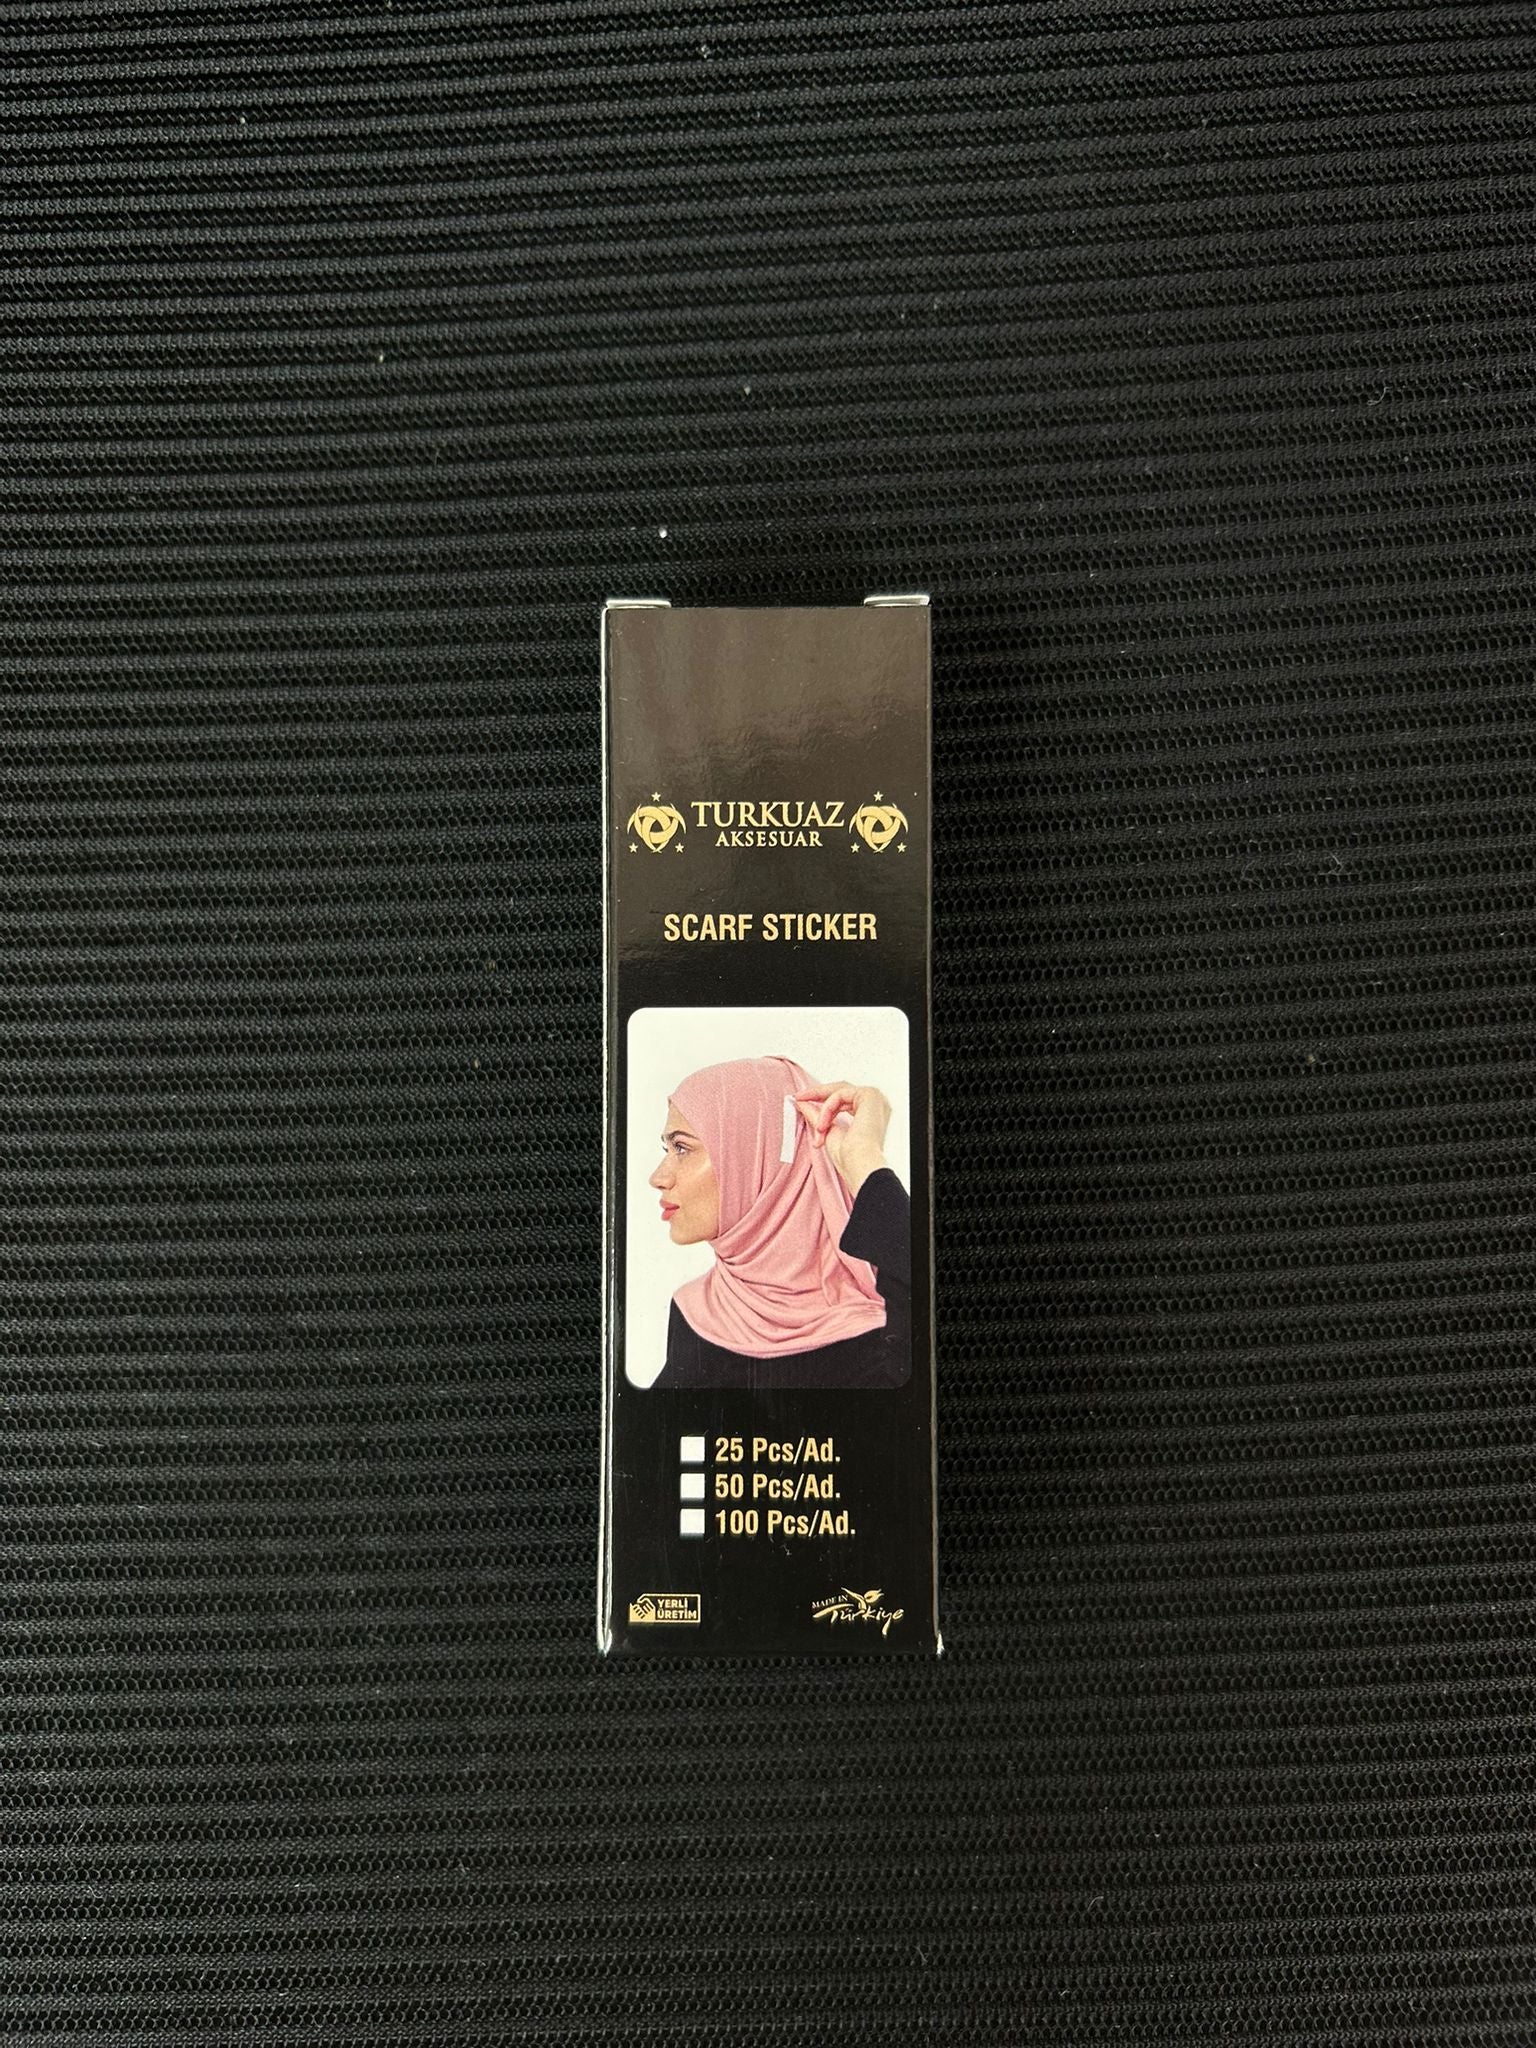 TURKUAZ
AKSESUAR
SCARF STICKER
25 Pcs/Ad.
50 Pcs/Ad.
100 Pcs/Ad.
YERLİ
ÜRETİM
MADE IN
Türkiye